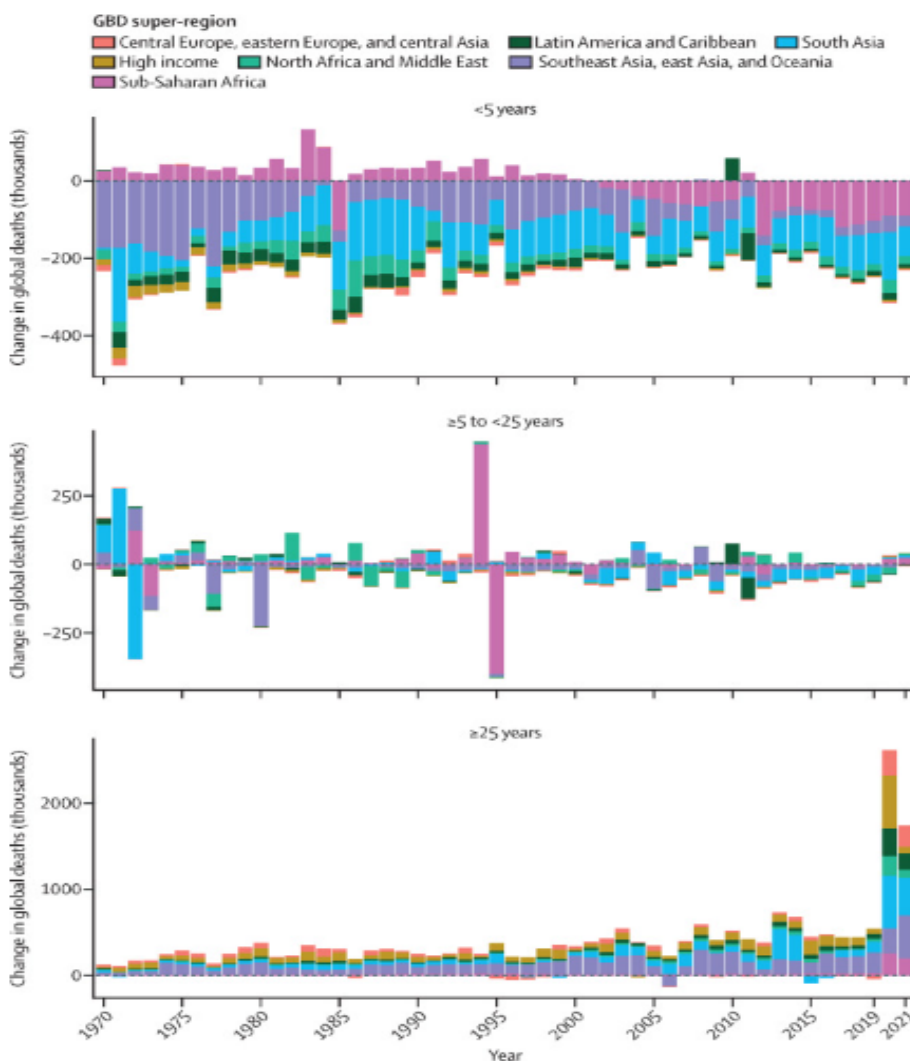 GBD super-region
Central Europe, eastern Europe, and central Asia Latin America and Caribbean South Asia
High income North Africa and Middle East Southeast Asia, east Asia, and Oceania
Sub-Saharan Africa
<5 years
Change in global deaths (thousands)
0
−200
−400
≥5 to <25 years
Change in global deaths (thousands)
250
0
−250
≥25 years
Change in global deaths (thousands)
2000
1000
0
1970 1975 1980 1985 1990 1995 2000 2005 2010 2015 2019 2021
Year